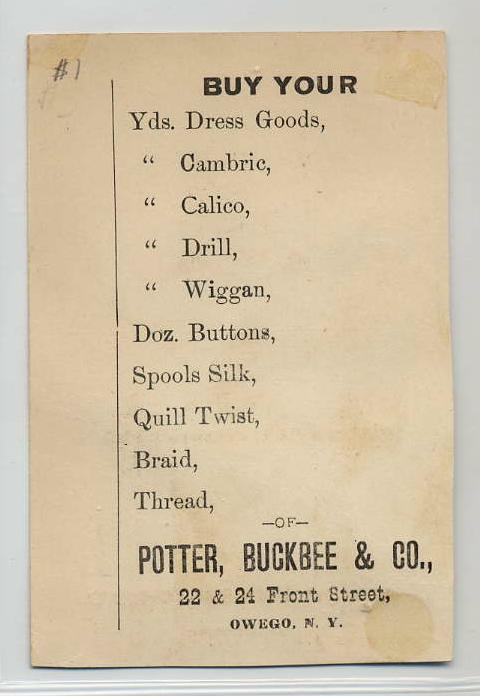 #1
BUY YOUR
Yds. Dress Goods,
“ Cambric,
“ Calico,
“ Drill,
“ Wiggan,
Doz. Buttons,
Spools Silk,
Quill Twist,
Braid,
Thread,
—OF—
POTTER, BUCKBEE & CO.,
22 & 24 Front Street,
OWEGO, N. Y.